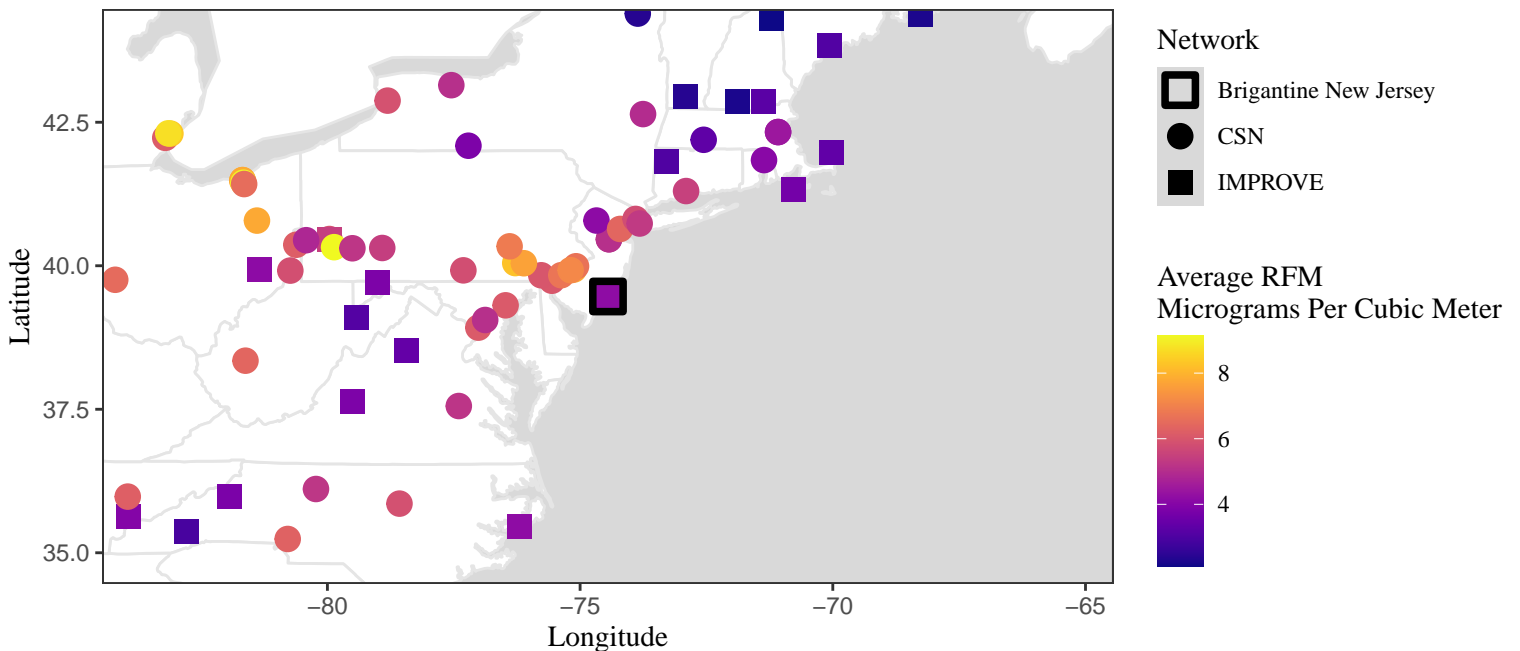 42.5
40.0
37.5
35.0
Latitude
−80
−75
−70
−65
Longitude
Network
Brigantine New Jersey
CSN
IMPROVE
Average RFM
Micrograms Per Cubic Meter
8
6
4